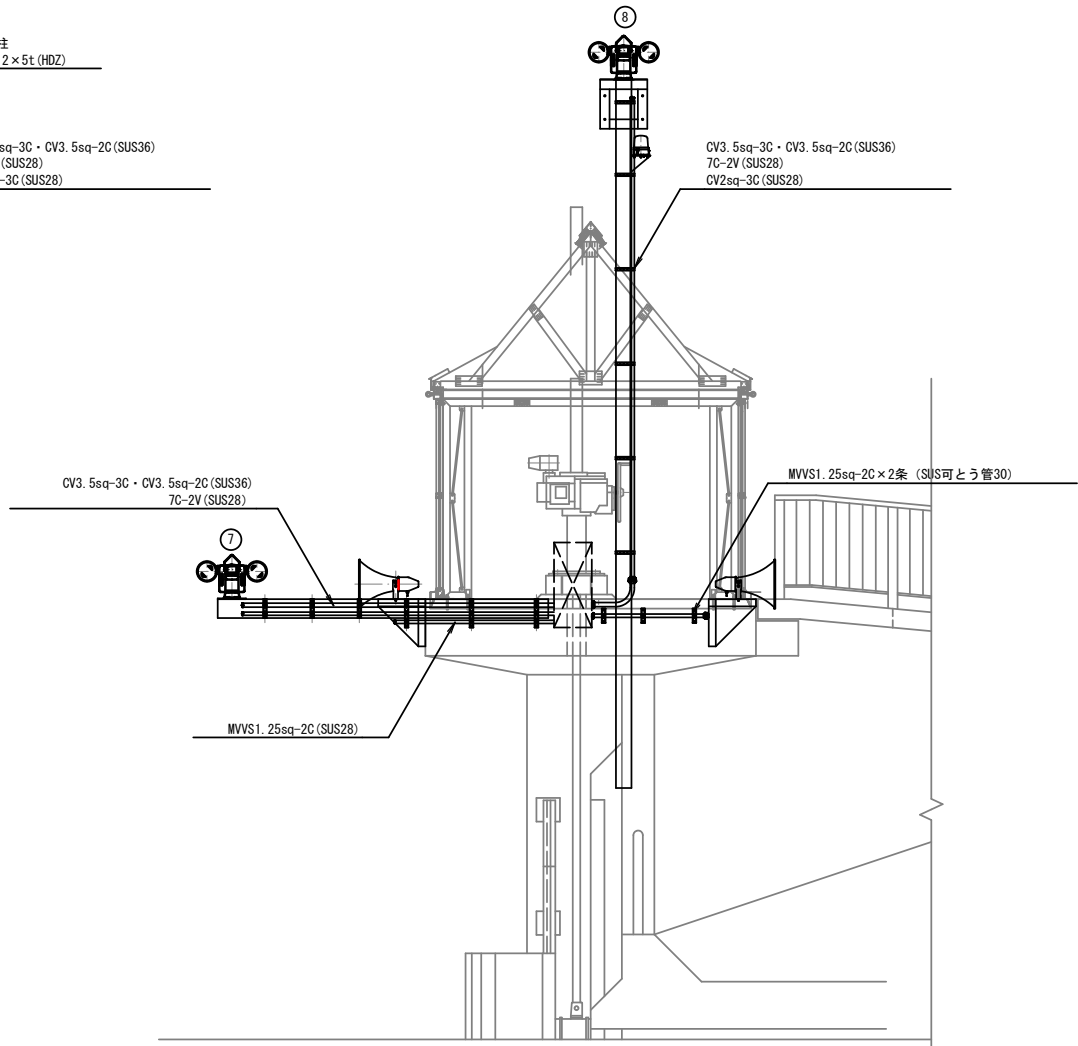 ⑧
柱
2×5t(HDZ)
sq-3C・CV3.5sq-2C(SUS36)
(SUS28)
-3C(SUS28)
CV3.5sq-3C・CV3.5sq-2C(SUS36)
7C-2V(SUS28)
CV2sq-3C(SUS28)
CV3.5sq-3C・CV3.5sq-2C(SUS36)
7C-2V(SUS28)
MVVS1.25sq-2C×2条 (SUS可とう管30)
⑦
MVVS1.25sq-2C(SUS28)